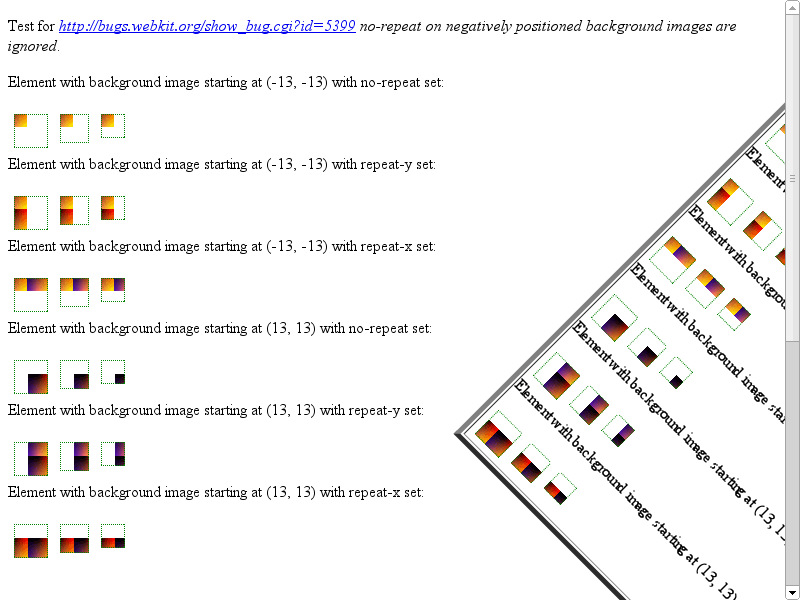 Test for http://bugs.webkit.org/show_bug.cgi?id=5399 no-repeat on negatively positioned background images are
ignored.
Element with background image starting at (-13, -13) with no-repeat set:
Element with background image starting at (-13, -13) with repeat-y set:
Element with background image starting at (-13, -13) with repeat-x set:
Element with background image starting at (13, 13) with no-repeat set:
Element with background image starting at (13, 13) with repeat-y set:
Element with background image starting at (13, 13) with repeat-x set:
Element with
Element with background
Element with background image sta
Element with background image starting at (13, 1
Element with background image starting at (13, 13)